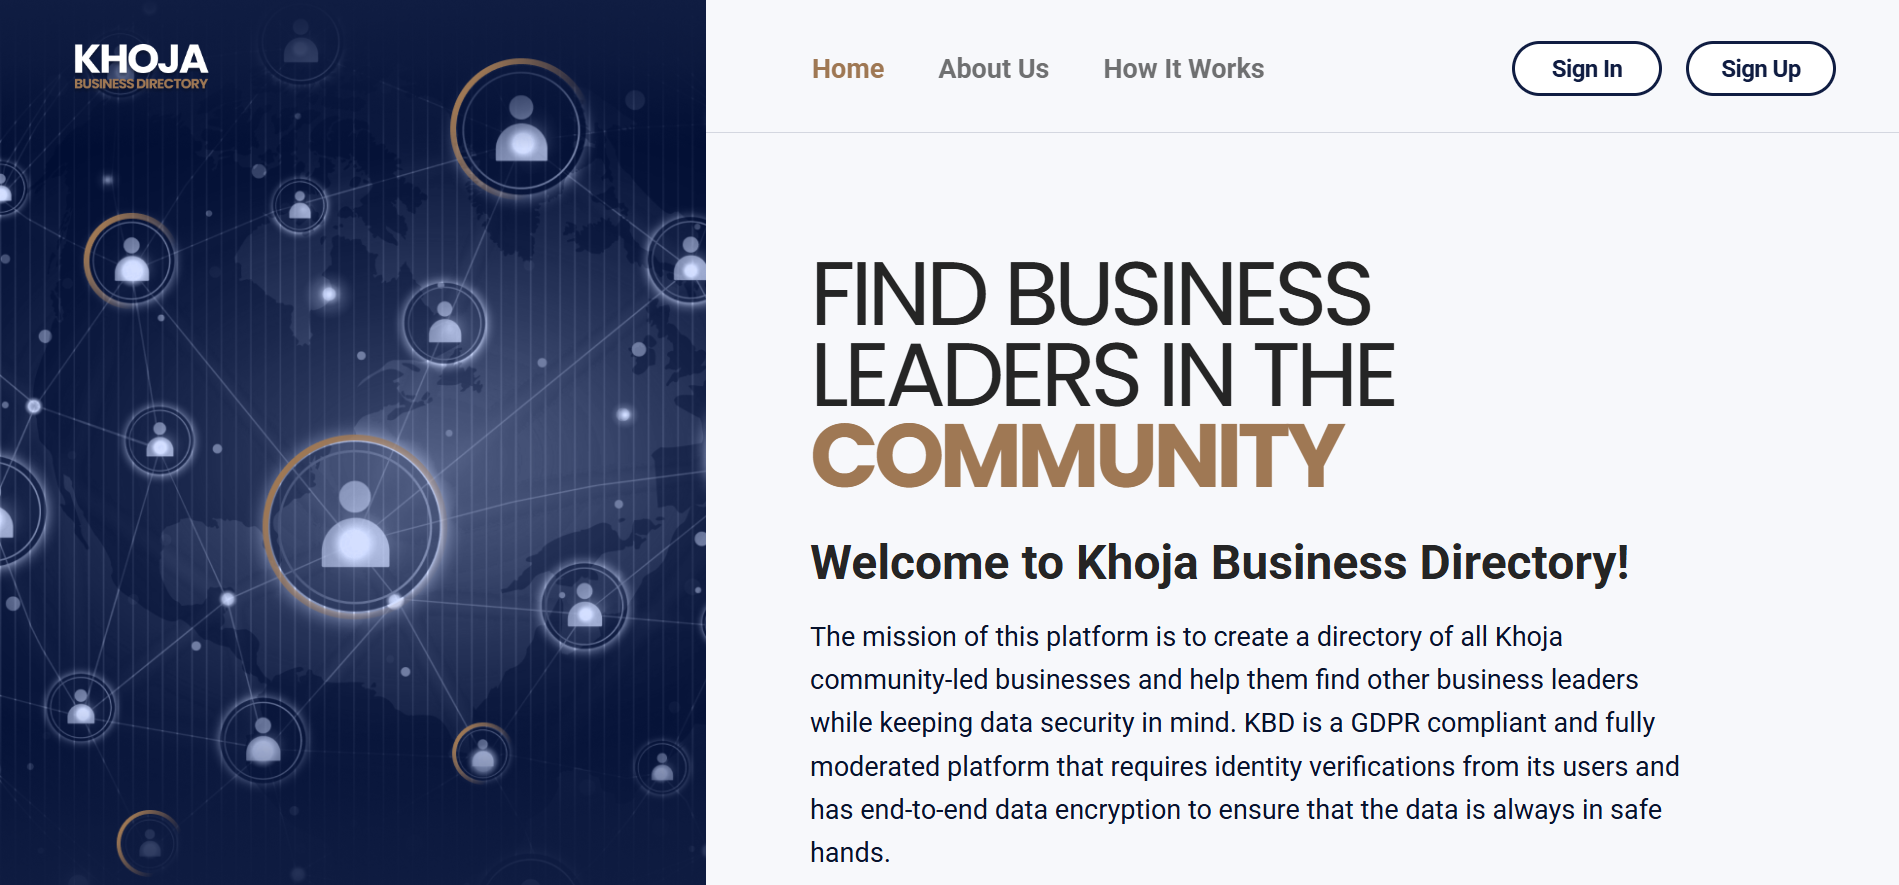 KHOJA
BUSINESS DIRECTORY
Home About Us How It Works Sign In Sign Up
FIND BUSINESS
LEADERS IN THE
COMMUNITY
Welcome to Khoja Business Directory!
The mission of this platform is to create a directory of all Khoja
community-led businesses and help them find other business leaders
while keeping data security in mind. KBD is a GDPR compliant and fully
moderated platform that requires identity verifications from its users and
has end-to-end data encryption to ensure that the data is always in safe
hands.